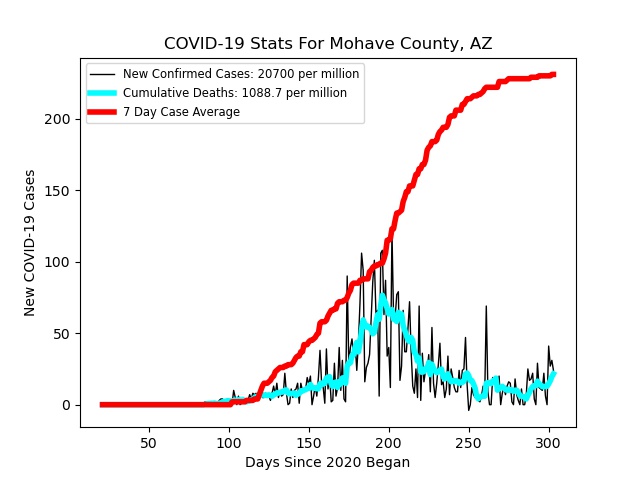 COVID-19 Stats For Mohave County, AZ
New Confirmed Cases: 20700 per million
Cumulative Deaths: 1088.7 per million
7 Day Case Average
New COVID-19 Cases
200
150
100
50
0
50 100 150 200 250 300
Days Since 2020 Began